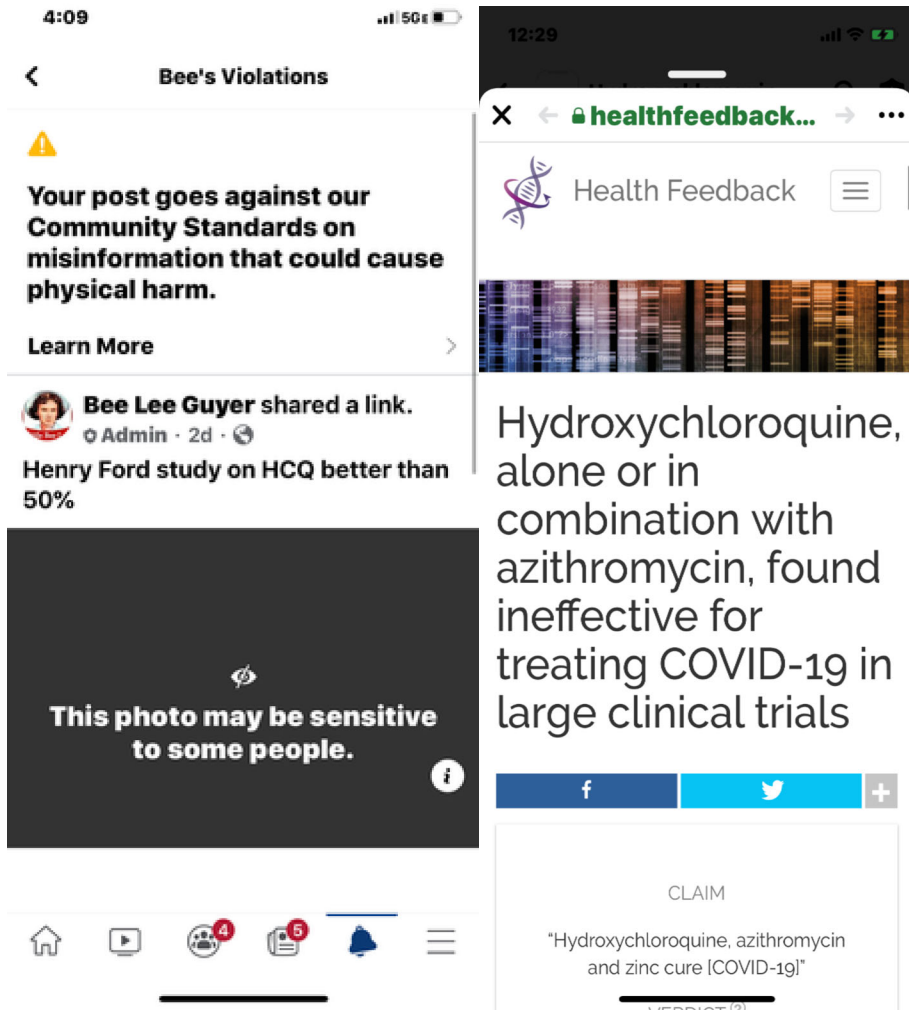 4:09
5GE
Bee's Violations
Your post goes against our
Community Standards on
misinformation that could cause
physical harm.
Learn More
Bee Lee Guyer shared a link.
Admin · 2d ·
Henry Ford study on HCQ better than
50%
This photo may be sensitive
to some people.
i
4
5
12:29
healthfeedback...
Health Feedback
Hydroxychloroquine,
alone or in
combination with
azithromycin, found
ineffective for
treating COVID-19 in
large clinical trials
f
+
CLAIM
“Hydroxychloroquine, azithromycin
and zinc cure [COVID-19]”
VERDICT (?)